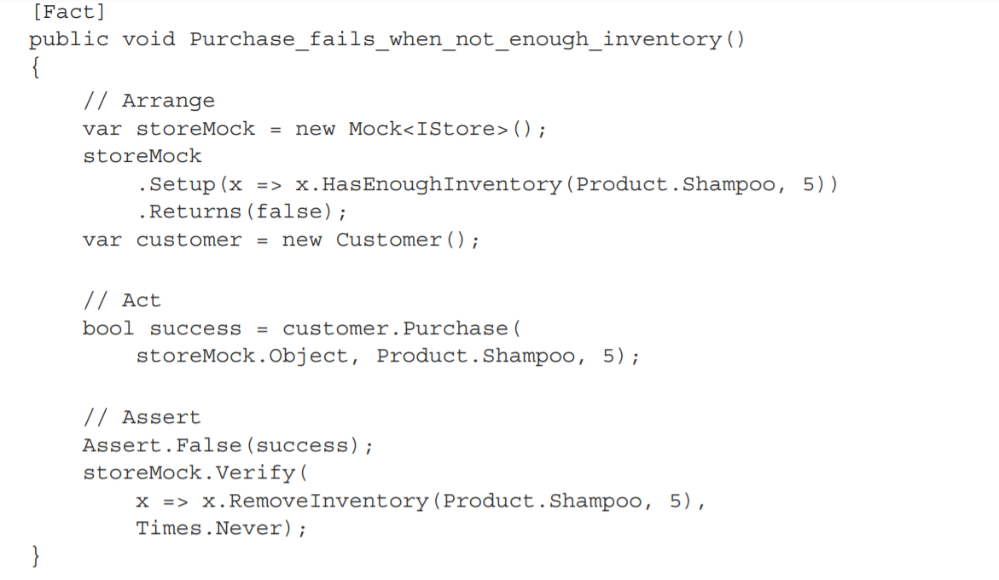 [Fact]
public void Purchase_fails_when_not_enough_inventory()
{
// Arrange
var storeMock = new Mock<IStore>();
storeMock
.Setup(x => x.HasEnoughInventory(Product.Shampoo, 5))
.Returns(false);
var customer = new Customer();
// Act
bool success = customer.Purchase(
storeMock.Object, Product.Shampoo, 5);
// Assert
Assert.False(success);
storeMock.Verify(
x => x.RemoveInventory(Product.Shampoo, 5),
Times.Never);
}